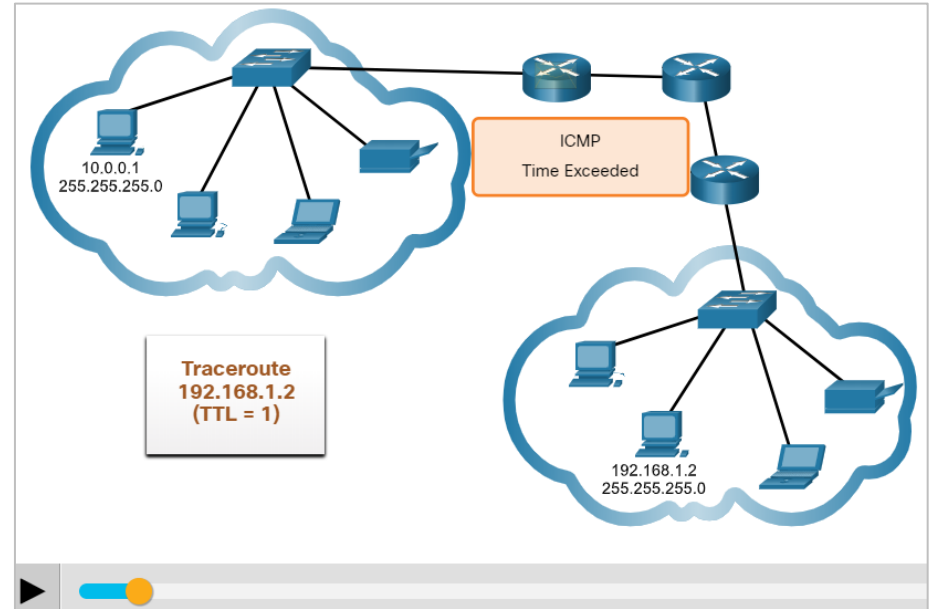 ICMP
Time Exceeded
10.0.0.1
255.255.255.0
Traceroute
192.168.1.2
(TTL = 1)
192.168.1.2
255.255.255.0